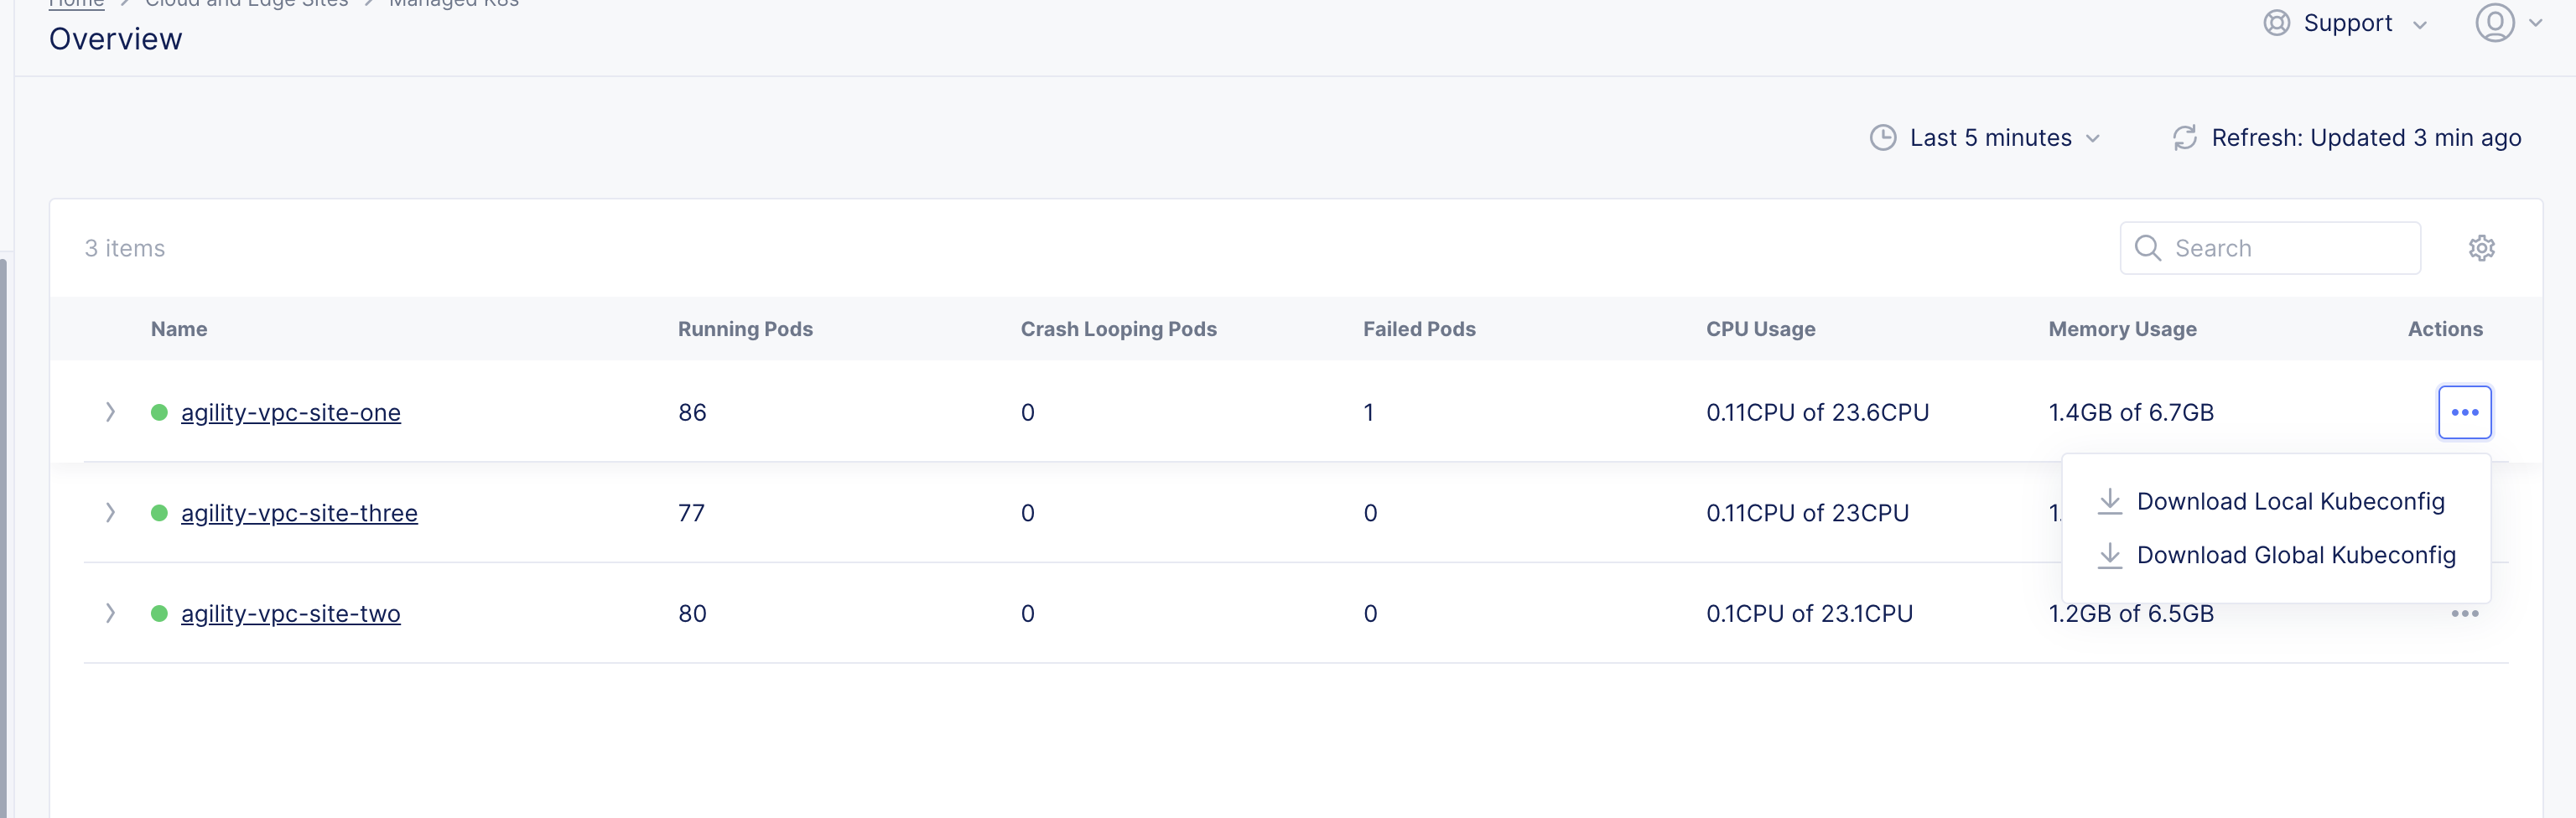 Home > Cloud and Edge Sites > Managed K8s
Overview
Support
Last 5 minutes
Refresh: Updated 3 min ago
3 items
Search
Name Running Pods Crash Looping Pods Failed Pods CPU Usage Memory Usage Actions
agility-vpc-site-one 86 0 1 0.11CPU of 23.6CPU 1.4GB of 6.7GB
Download Local Kubeconfig
agility-vpc-site-three 77 0 0 0.11CPU of 23CPU 1.
Download Global Kubeconfig
agility-vpc-site-two 80 0 0 0.1CPU of 23.1CPU 1.2GB of 6.5GB